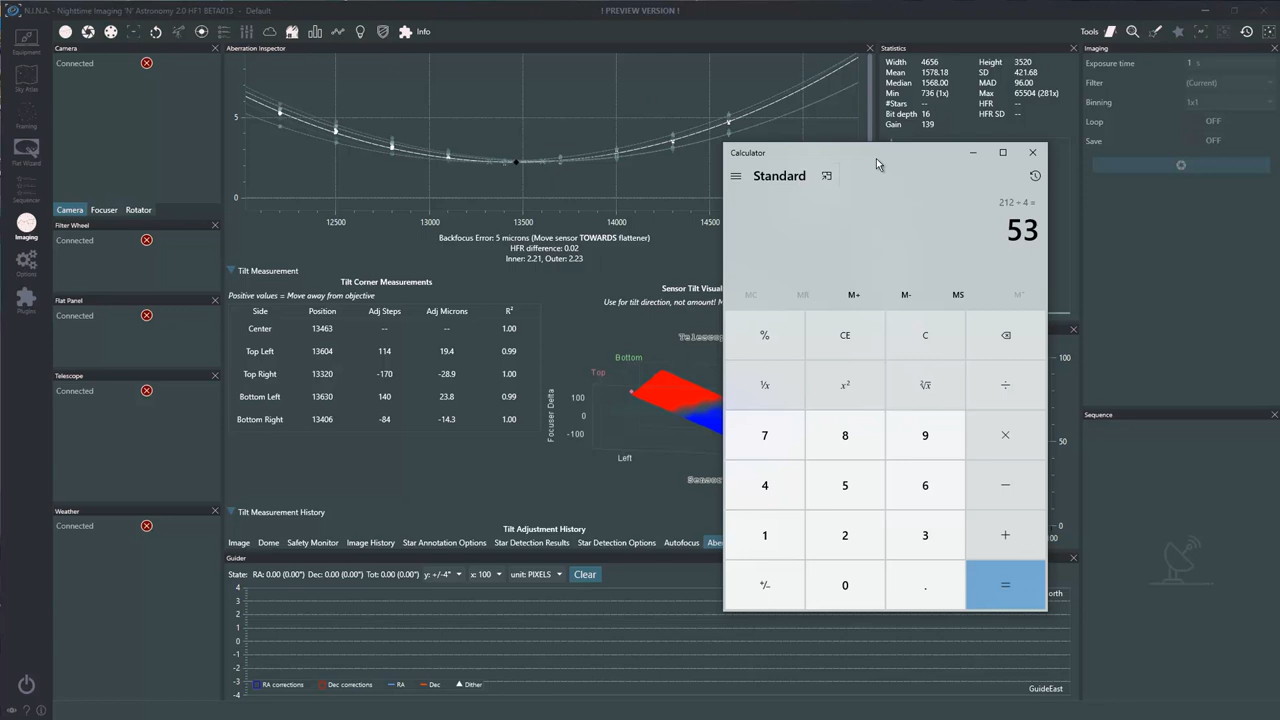 N.I.N.A. - Nighttime Imaging 'N' Astronomy 2.0 HF1 BETA013 - Default
! PREVIEW VERSION !
Equipment
Sky Atlas
Framing
Flat Wizard
Sequencer
Imaging
Options
Plugins
Info
Tools
Camera
Connected
Camera
Focuser
Rotator
Filter Wheel
Connected
Flat Panel
Connected
Telescope
Connected
Weather
Connected
Aberration Inspector
5
0
12500
13000
13500
14000
14500
Backfocus Error: 5 microns (Move sensor TOWARDS flattener)
HFR difference: 0.02
Inner: 2.21, Outer: 2.23
Tilt Measurement
Tilt Corner Measurements
Positive values = Move away from objective
Side Position Adj Steps Adj Microns R²
Center 13463 -- -- 1.00
Top Left 13604 114 19.4 0.99
Top Right 13320 -170 -28.9 1.00
Bottom Left 13630 140 23.8 0.99
Bottom Right 13406 -84 -14.3 1.00
Sensor Tilt Visual
Use for tilt direction, not amount! M
Telescop
Bottom
Top
100
0
-100
Focuser Delta
Left
Sensor
Tilt Measurement History
Tilt Adjustment History
Image
Dome
Safety Monitor
Image History
Star Annotation Options
Star Detection Results
Star Detection Options
Autofocus
Abe
Guider
State: RA: 0.00 (0.00") Dec: 0.00 (0.00") Tot: 0.00 (0.00") y: +/-4" x: 100 unit: PIXELS Clear
4
3
2
1
0
-1
-2
-3
-4
orth
GuideEast
RA corrections
Dec corrections
RA
Dec
Dither
Statistics
Width 4656 Height 3520
Mean 1578.18 SD 421.68
Median 1568.00 MAD 96.00
Min 736 (1x) Max 65504 (281x)
#Stars -- HFR --
Bit depth 16 HFR SD --
Gain 139
100
50
0
100
Calculator
Standard
212 ÷ 4 =
53
MC MR M+ M- MS M˅
% CE C
¹/x x² ²√x ÷
7 8 9 ×
4 5 6 −
1 2 3 +
+/− 0 . =
Imaging
Exposure time 1 s
Filter (Current)
Binning 1x1
Loop OFF
Save OFF
Sequence